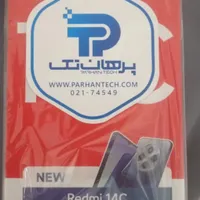 پرهان تک
PARHAN TECH
WWW.PARHANTECH.COM
021-74549
NEW
Redmi 14C